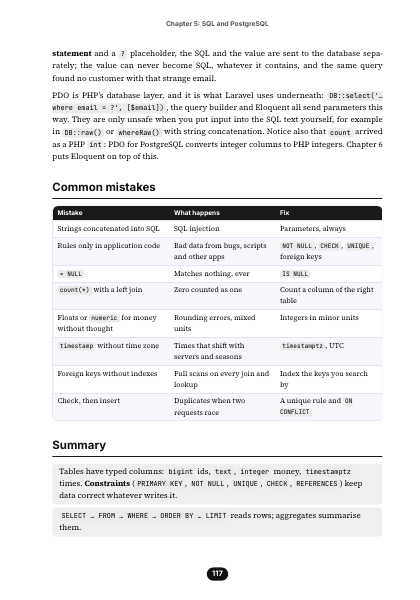 Chapter 5: SQL and PostgreSQL
statement and a ? placeholder, the SQL and the value are sent to the database sepa-
rately; the value can never become SQL, whatever it contains, and the same query
found no customer with that strange email.
PDO is PHP's database layer, and it is what Laravel uses underneath: DB::select('…
where email = ?', [$email]), the query builder and Eloquent all send parameters this
way. They are only unsafe when you put input into the SQL text yourself, for example
in DB::raw() or whereRaw() with string concatenation. Notice also that count arrived
as a PHP int: PDO for PostgreSQL converts integer columns to PHP integers. Chapter 6
puts Eloquent on top of this.
Common mistakes
Mistake What happens Fix
Strings concatenated into SQL SQL injection Parameters, always
Rules only in application code Bad data from bugs, scripts NOT NULL, CHECK, UNIQUE,
and other apps foreign keys
= NULL Matches nothing, ever IS NULL
count(*) with a left join Zero counted as one Count a column of the right
table
Floats or numeric for money Rounding errors, mixed Integers in minor units
without thought units
timestamp without time zone Times that shift with timestamptz, UTC
servers and seasons
Foreign keys without indexes Full scans on every join and Index the keys you search
lookup by
Check, then insert Duplicates when two A unique rule and ON
requests race CONFLICT
Summary
Tables have typed columns: bigint ids, text, integer money, timestamptz
times. Constraints (PRIMARY KEY, NOT NULL, UNIQUE, CHECK, REFERENCES) keep
data correct whatever writes it.
SELECT … FROM … WHERE … ORDER BY … LIMIT reads rows; aggregates summarise
them.
117